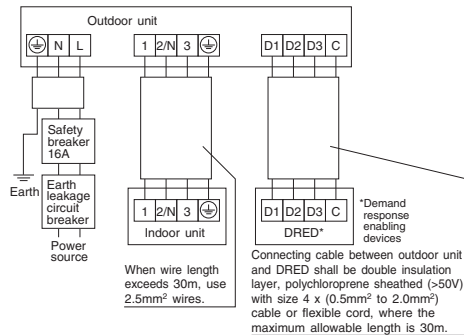 Outdoor unit
N L
1 2/N 3
D1 D2 D3 C
Safety
breaker
16A
Earth
Earth
leakage
circuit
breaker
Power
source
1 2/N 3
Indoor unit
D1 D2 D3 C
DRED*
*Demand
response
enabling
devices
When wire length
exceeds 30m, use
2.5mm² wires.
Connecting cable between outdoor unit
and DRED shall be double insulation
layer, polychloroprene sheathed (>50V)
with size 4 x (0.5mm² to 2.0mm²)
cable or flexible cord, where the
maximum allowable length is 30m.